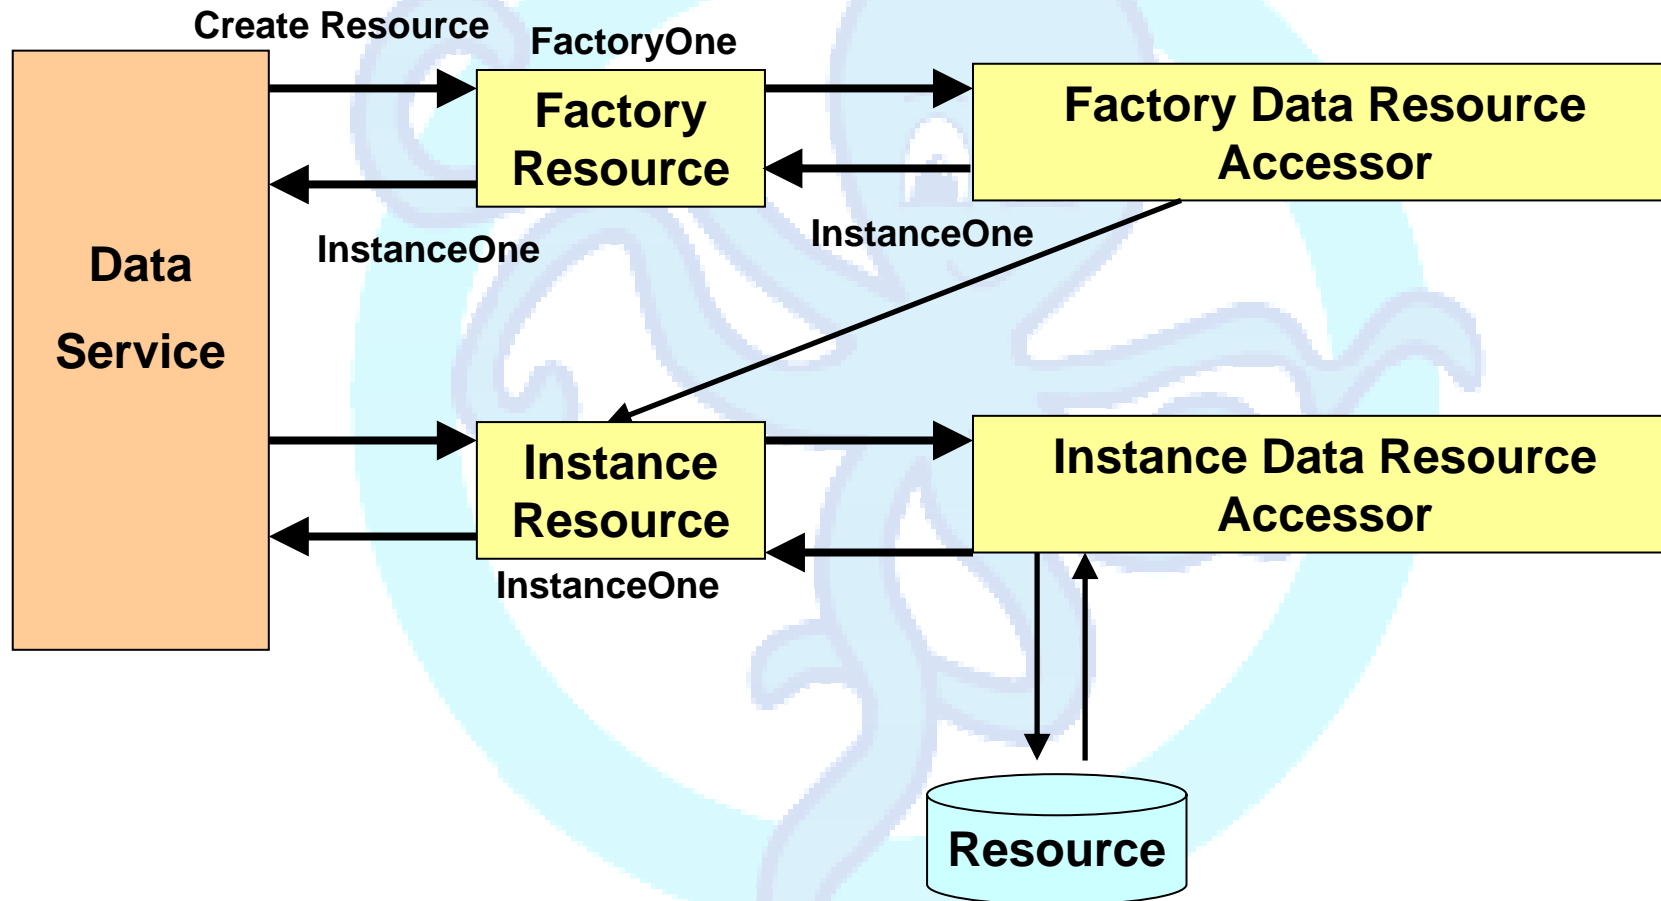 Create Resource
FactoryOne
Factory
Resource
Factory Data Resource
Accessor
InstanceOne
InstanceOne
Data
Service
Instance
Resource
Instance Data Resource
Accessor
InstanceOne
Resource